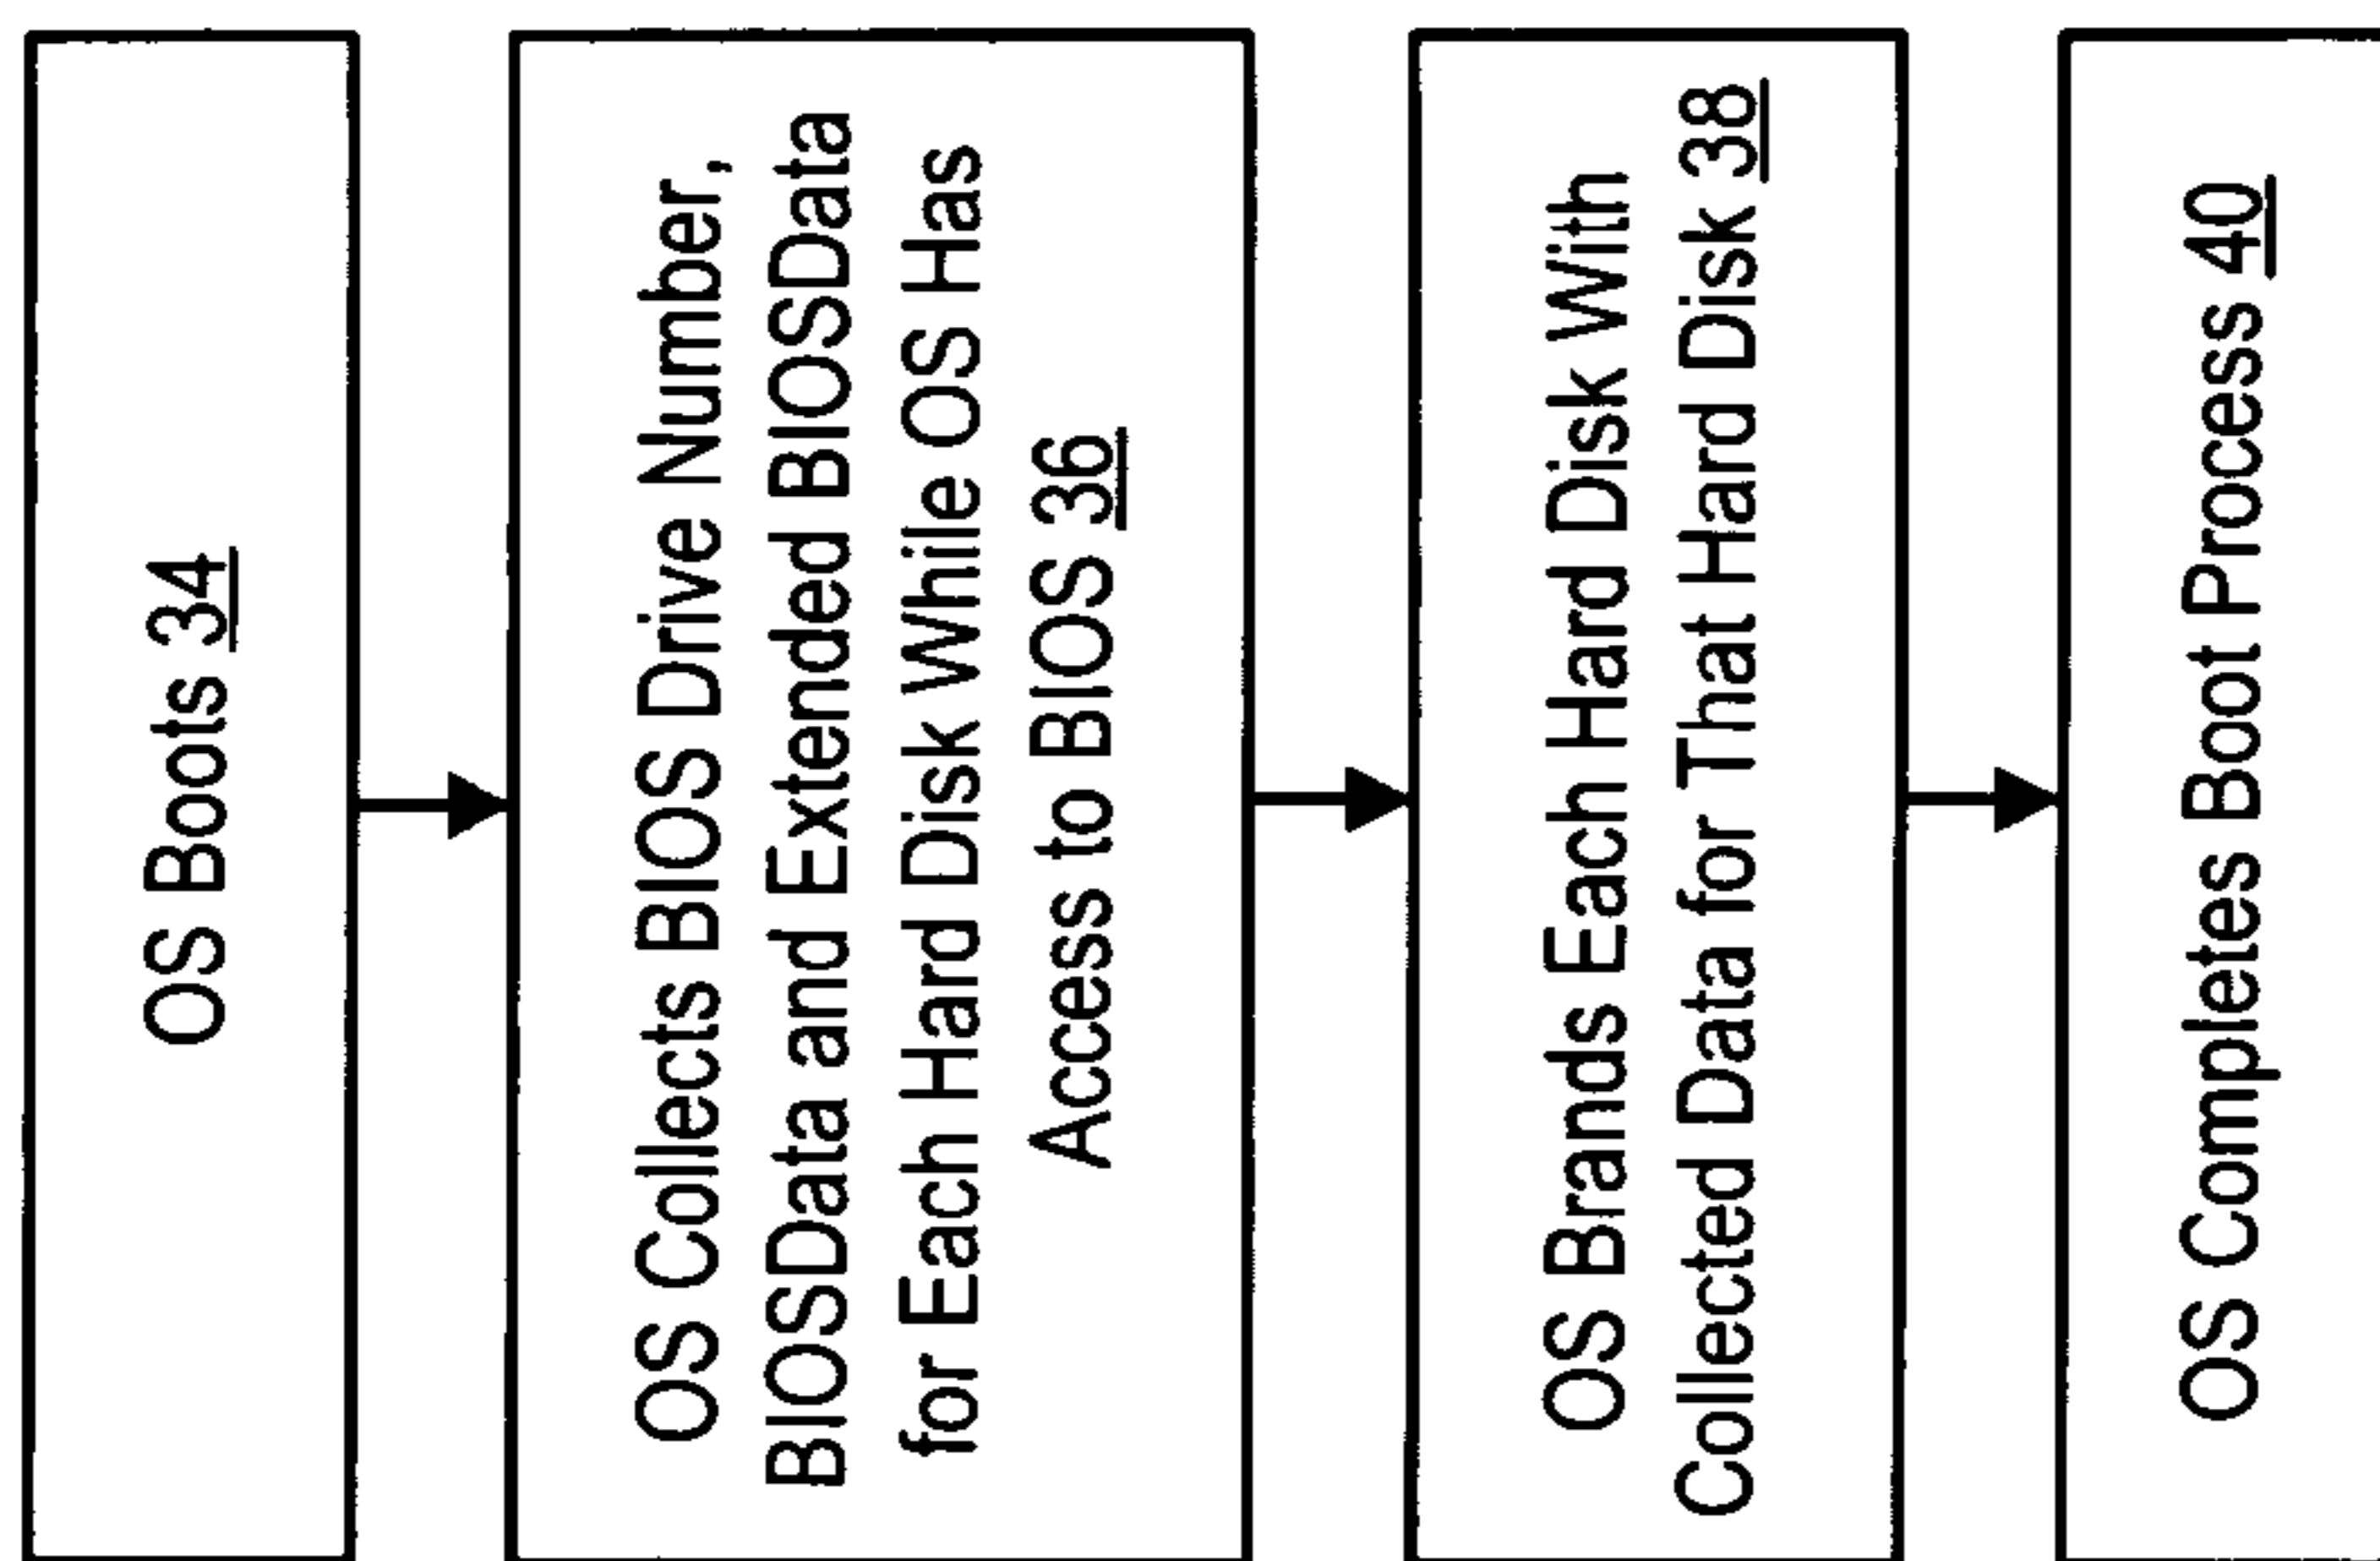 OS Boots 34
OS Collects BIOS Drive Number,
BIOSData and Extended BIOSData
for Each Hard Disk While OS Has
Access to BIOS 36
OS Brands Each Hard Disk With
Collected Data for That Hard Disk 38
OS Completes Boot Process 40